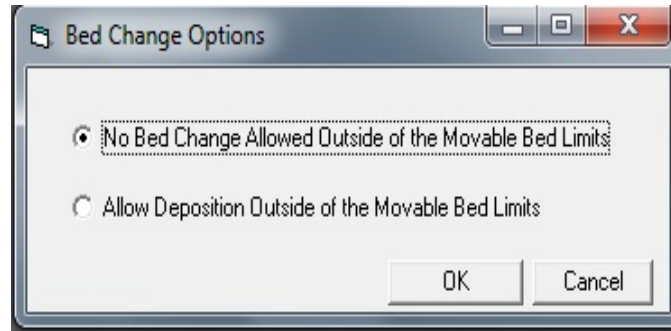 Bed Change Options
No Bed Change Allowed Outside of the Movable Bed Limits
Allow Deposition Outside of the Movable Bed Limits
OK Cancel